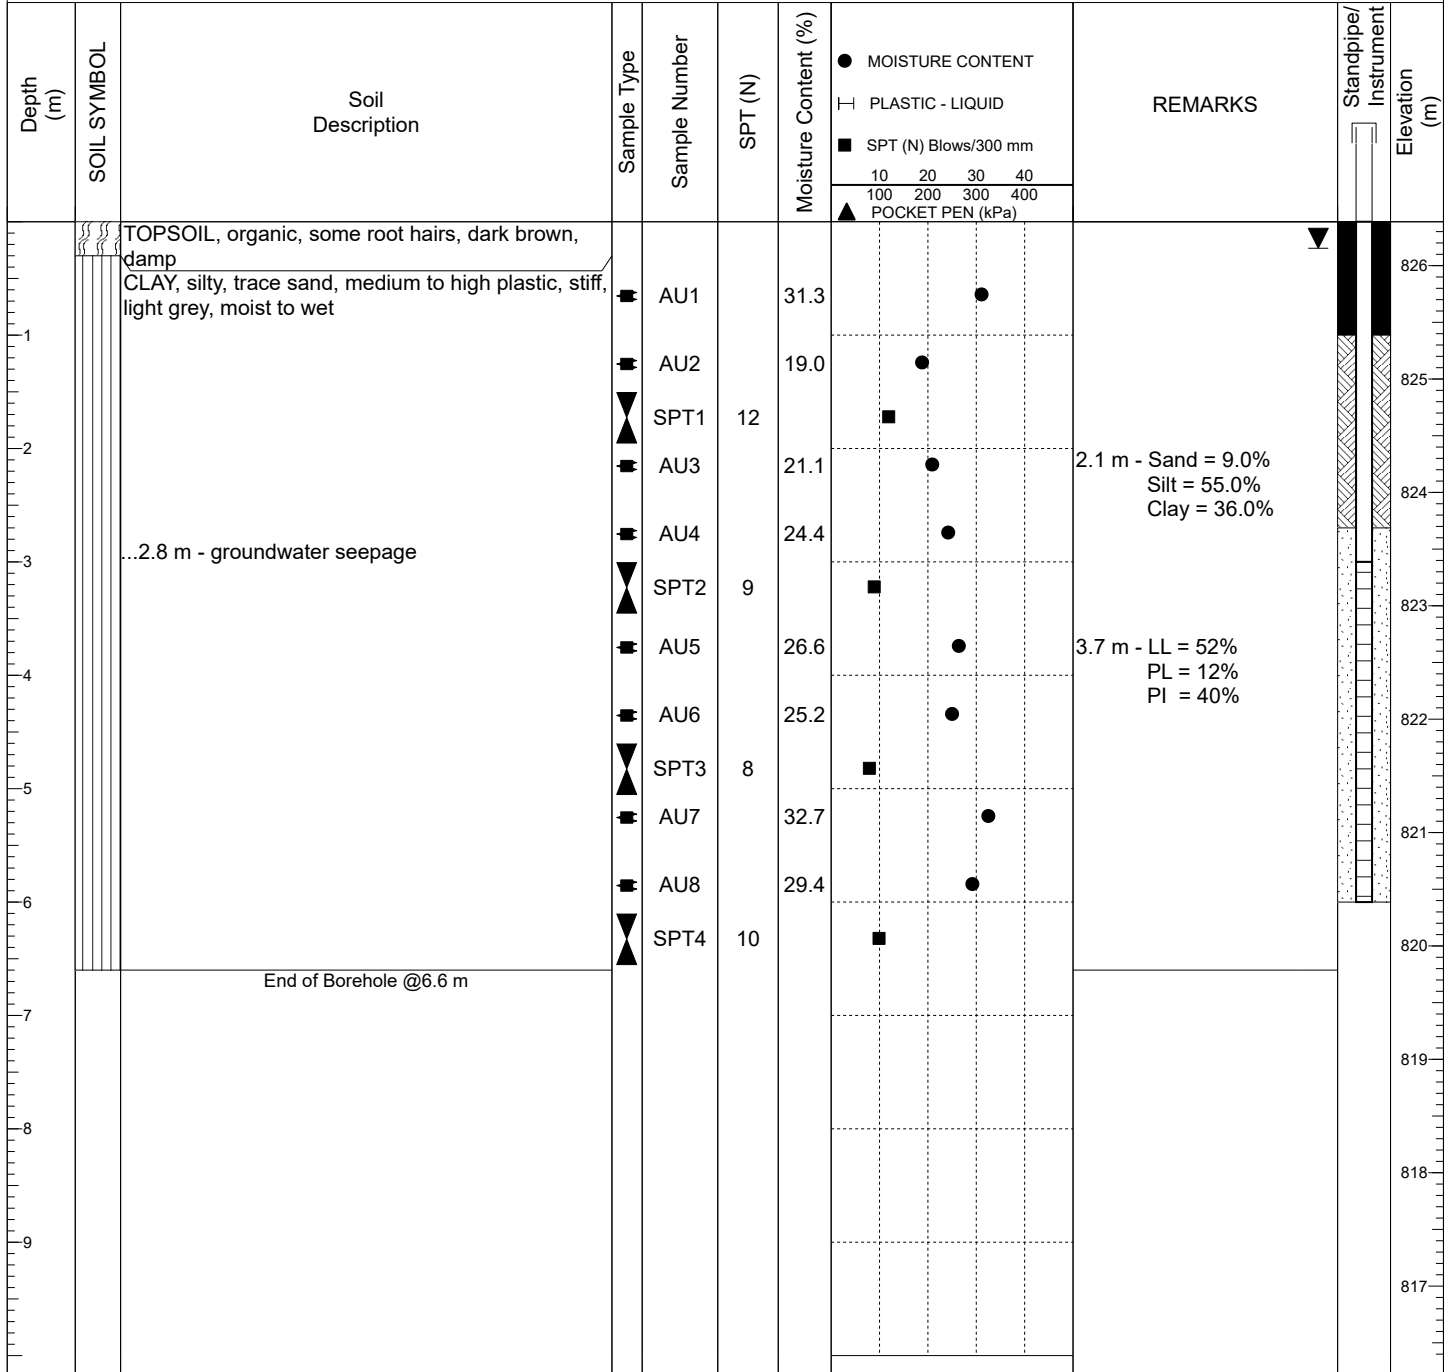 Depth
(m)
SOIL SYMBOL
Soil
Description
Sample Type
Sample Number
SPT (N)
Moisture Content (%)
MOISTURE CONTENT
PLASTIC - LIQUID
SPT (N) Blows/300 mm
10 20 30 40
100 200 300 400
POCKET PEN (kPa)
REMARKS
Standpipe/
Instrument
Elevation
(m)
TOPSOIL, organic, some root hairs, dark brown,
damp
826
CLAY, silty, trace sand, medium to high plastic, stiff,
light grey, moist to wet
AU1 31.3
1
AU2 19.0
825
SPT1 12
2
AU3 21.1
2.1 m - Sand = 9.0%
Silt = 55.0%
Clay = 36.0%
824
AU4 24.4
...2.8 m - groundwater seepage
3
SPT2 9
823
AU5 26.6
3.7 m - LL = 52%
PL = 12%
PI = 40%
4
AU6 25.2
822
SPT3 8
5
AU7 32.7
821
AU8 29.4
6
SPT4 10
820
End of Borehole @6.6 m
7
819
8
818
9
817